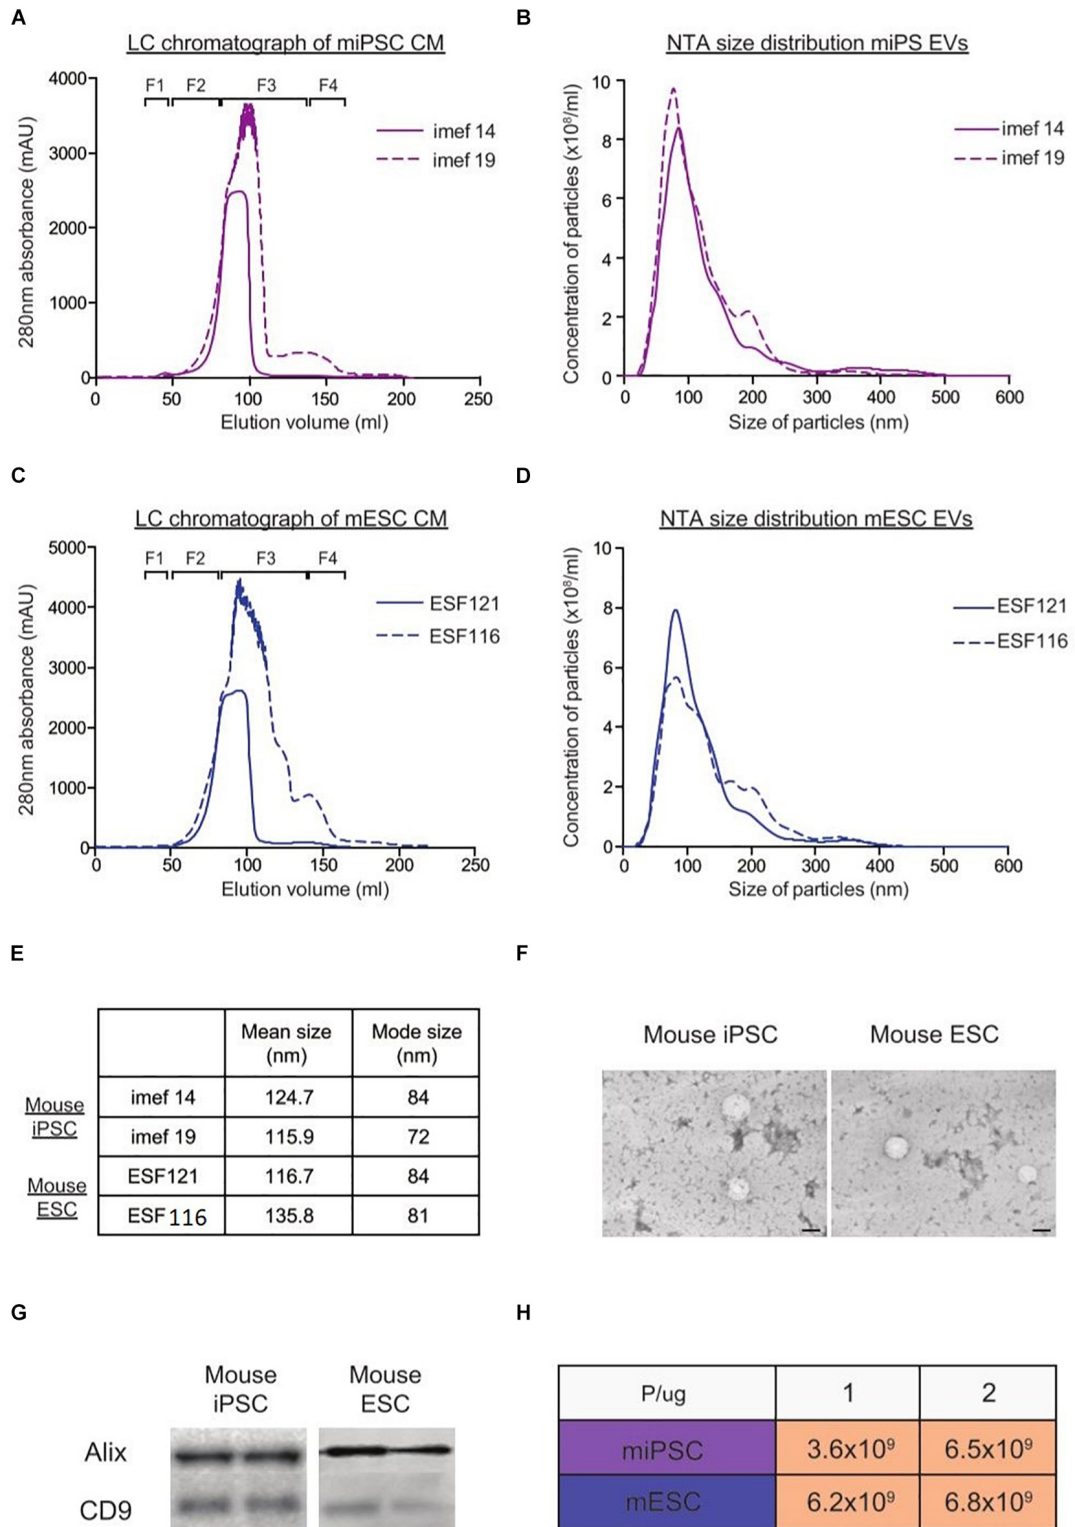 A
LC chromatograph of miPSC CM
4000
3000
2000
1000
0
280nm absorbance (mAU)
F1 F2 F3 F4
imef 14
imef 19
0 50 100 150 200 250
Elution volume (ml)
B
NTA size distribution miPS EVs
10
8
6
4
2
0
Concentration of particles (x10⁸/ml)
imef 14
imef 19
0 100 200 300 400 500 600
Size of particles (nm)
C
LC chromatograph of mESC CM
5000
4000
3000
2000
1000
0
280nm absorbance (mAU)
F1 F2 F3 F4
ESF121
ESF116
0 50 100 150 200 250
Elution volume (ml)
D
NTA size distribution mESC EVs
10
8
6
4
2
0
Concentration of particles (x10⁸/ml)
ESF121
ESF116
0 100 200 300 400 500 600
Size of particles (nm)
E
Mean size (nm) Mode size (nm)
Mouse iPSC
imef 14 124.7 84
imef 19 115.9 72
Mouse ESC
ESF121 116.7 84
ESF116 135.8 81
F
Mouse iPSC Mouse ESC
G
Mouse iPSC Mouse ESC
Alix
CD9
H
P/ug 1 2
miPSC 3.6x10⁹ 6.5x10⁹
mESC 6.2x10⁹ 6.8x10⁹